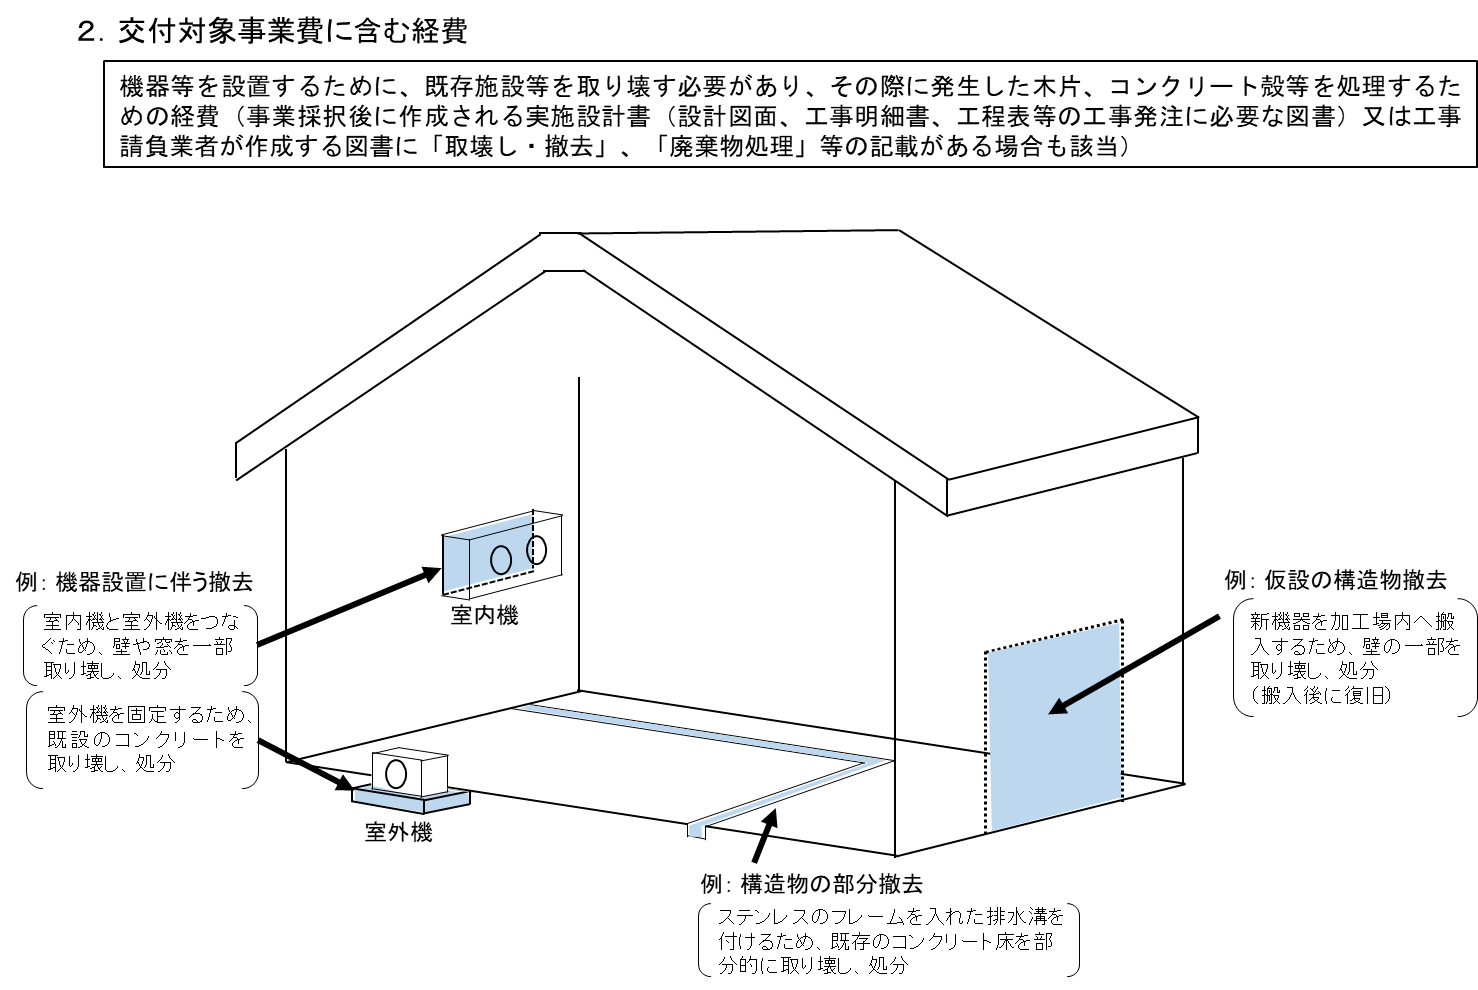 ２．交付対象事業費に含む経費
機器等を設置するために、既存施設等を取り壊す必要があり、その際に発生した木片、コンクリート殻等を処理するた
めの経費（事業採択後に作成される実施設計書（設計図面、工事明細書、工程表等の工事発注に必要な図書）又は工事
請負業者が作成する図書に「取壊し・撤去」、「廃棄物処理」等の記載がある場合も該当）
例：機器設置に伴う撤去
室内機と室外機をつな
ぐため、壁や窓を一部
取り壊し、処分
室外機を固定するため、
既設のコンクリートを
取り壊し、処分
室内機
室外機
例：仮設の構造物撤去
新機器を加工場内へ搬
入するため、壁の一部を
取り壊し、処分
（搬入後に復旧）
例：構造物の部分撤去
ステンレスのフレームを入れた排水溝を
付けるため、既存のコンクリート床を部
分的に取り壊し、処分